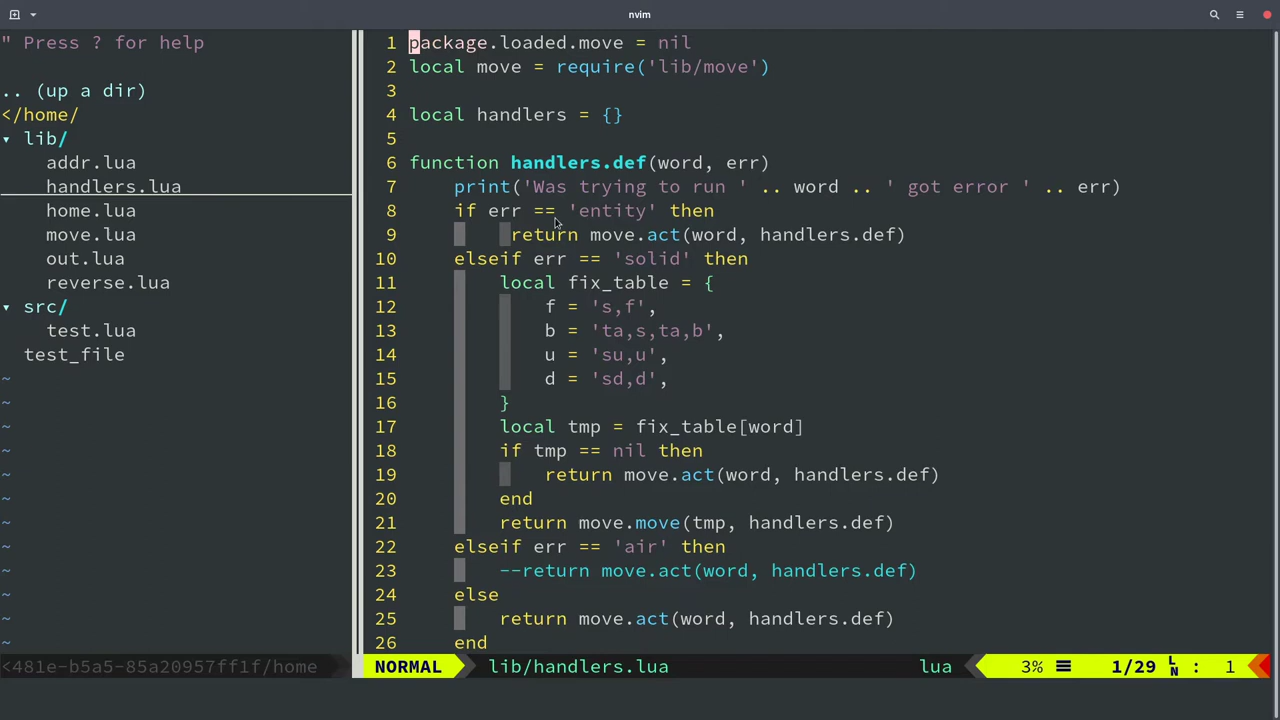 nvim
" Press ? for help
.. (up a dir)
</home/
▾ lib/
addr.lua
handlers.lua
home.lua
move.lua
out.lua
reverse.lua
▾ src/
test.lua
test_file
~
~
~
~
~
~
~
~
~
~
~
~
<481e-b5a5-85a20957ff1f/home
1 package.loaded.move = nil
2 local move = require('lib/move')
3
4 local handlers = {}
5
6 function handlers.def(word, err)
7 print('Was trying to run ' .. word .. ' got error ' .. err)
8 if err == 'entity' then
9 return move.act(word, handlers.def)
10 elseif err == 'solid' then
11 local fix_table = {
12 f = 's,f',
13 b = 'ta,s,ta,b',
14 u = 'su,u',
15 d = 'sd,d',
16 }
17 local tmp = fix_table[word]
18 if tmp == nil then
19 return move.act(word, handlers.def)
20 end
21 return move.move(tmp, handlers.def)
22 elseif err == 'air' then
23 --return move.act(word, handlers.def)
24 else
25 return move.act(word, handlers.def)
26 end
NORMAL lib/handlers.lua lua 3% ☰ 1/29 LN : 1